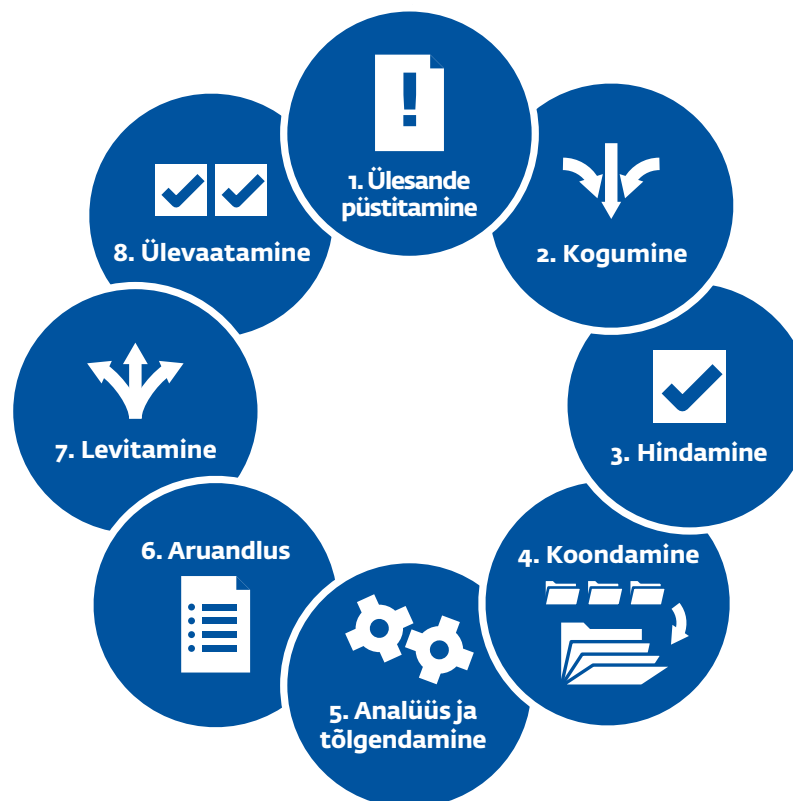 1. Ülesande
püstitamine
2. Kogumine
3. Hindamine
4. Koondamine
5. Analüüs ja
tõlgendamine
6. Aruandlus
7. Levitamine
8. Ülevaatamine